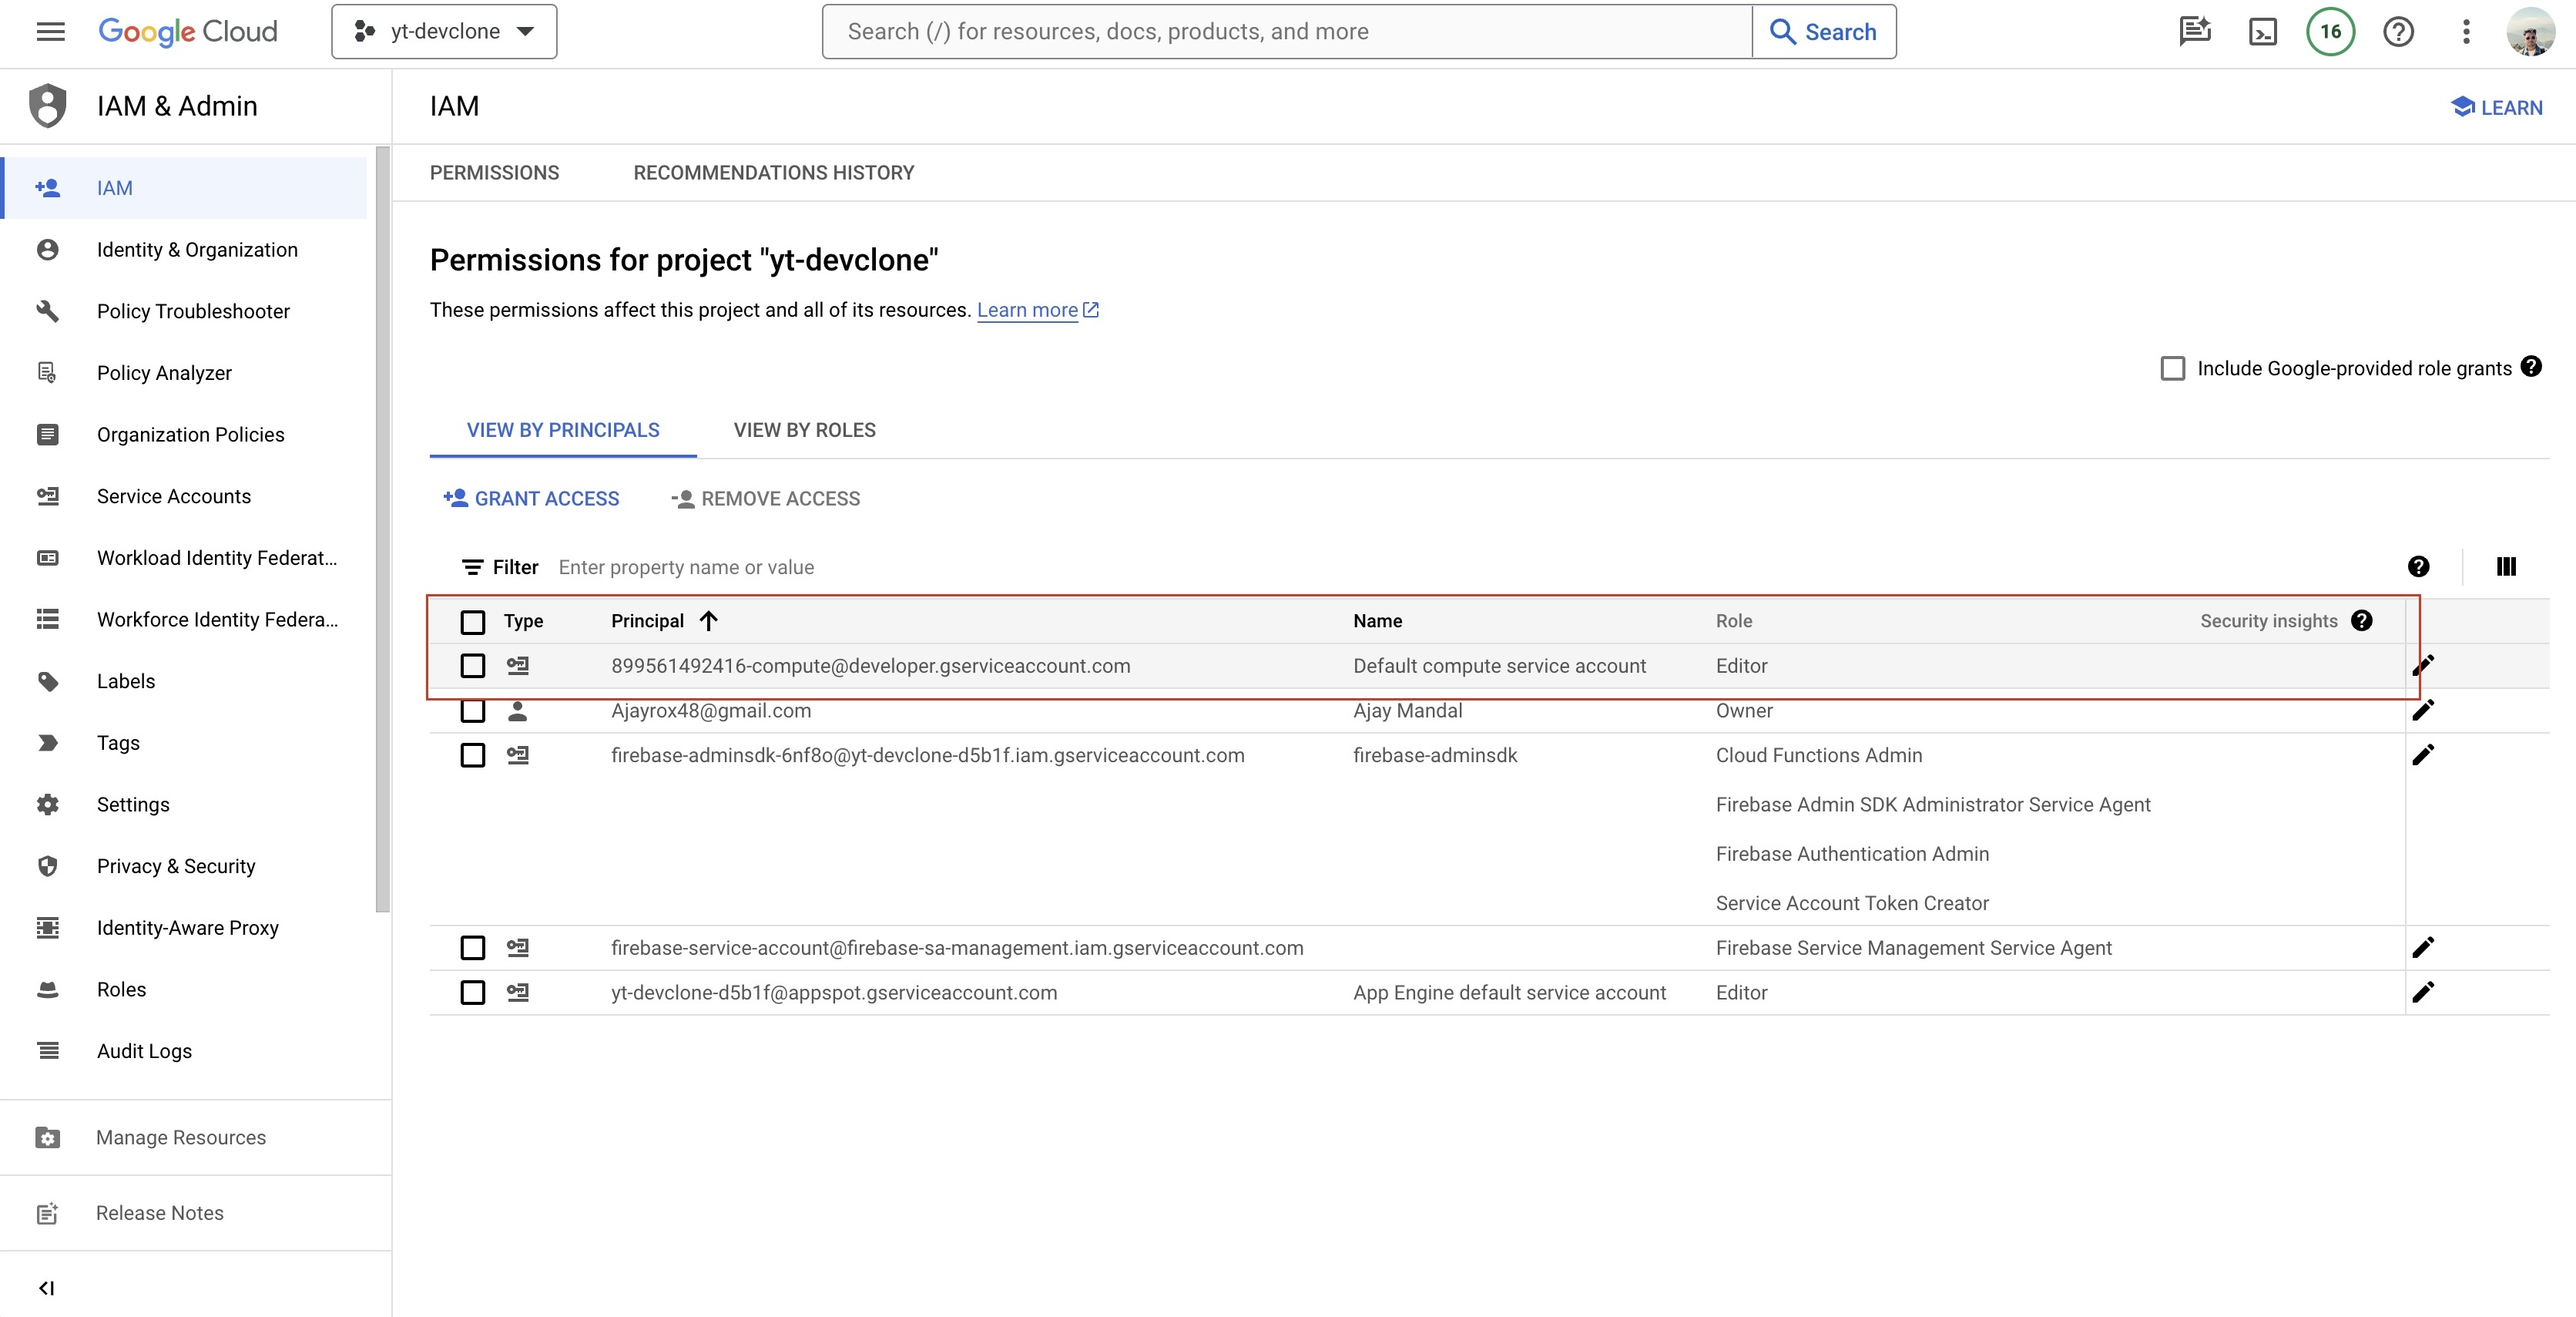 Google Cloud
yt-devclone
Search (/) for resources, docs, products, and more
Search
16
IAM & Admin
IAM
LEARN
IAM
Identity & Organization
Policy Troubleshooter
Policy Analyzer
Organization Policies
Service Accounts
Workload Identity Federat...
Workforce Identity Federa...
Labels
Tags
Settings
Privacy & Security
Identity-Aware Proxy
Roles
Audit Logs
Manage Resources
Release Notes
PERMISSIONS RECOMMENDATIONS HISTORY
Permissions for project "yt-devclone"
These permissions affect this project and all of its resources. Learn more
Include Google-provided role grants
VIEW BY PRINCIPALS VIEW BY ROLES
GRANT ACCESS REMOVE ACCESS
Filter Enter property name or value
Type Principal Name Role Security insights
899561492416-compute@developer.gserviceaccount.com Default compute service account Editor
Ajayrox48@gmail.com Ajay Mandal Owner
firebase-adminsdk-6nf8o@yt-devclone-d5b1f.iam.gserviceaccount.com firebase-adminsdk Cloud Functions Admin
Firebase Admin SDK Administrator Service Agent
Firebase Authentication Admin
Service Account Token Creator
firebase-service-account@firebase-sa-management.iam.gserviceaccount.com Firebase Service Management Service Agent
yt-devclone-d5b1f@appspot.gserviceaccount.com App Engine default service account Editor